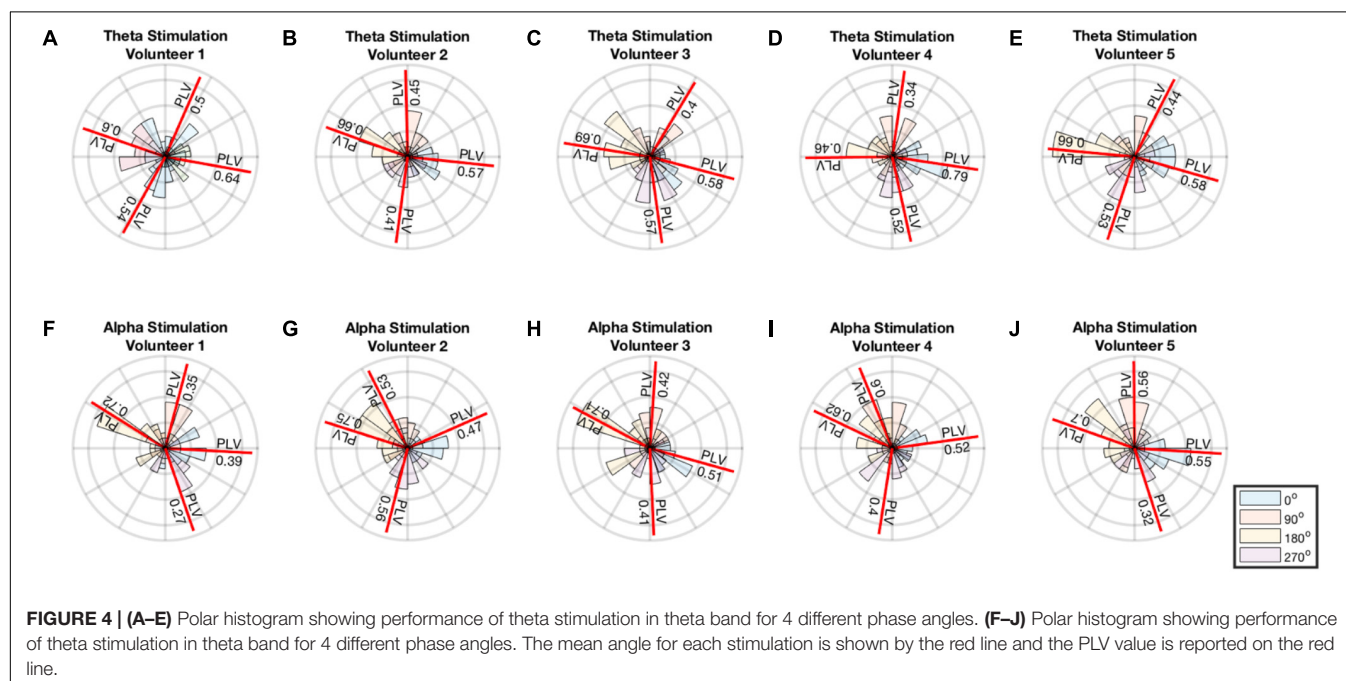 A
Theta Stimulation
Volunteer 1
PLV
0.5
0.6
PLV
PLV
0.64
0.54
PLV
B
Theta Stimulation
Volunteer 2
PLV
0.45
0.66
PLV
PLV
0.57
0.41
PLV
C
Theta Stimulation
Volunteer 3
PLV
0.4
0.69
PLV
PLV
0.58
0.57
PLV
D
Theta Stimulation
Volunteer 4
PLV
0.34
0.46
PLV
PLV
0.79
0.52
PLV
E
Theta Stimulation
Volunteer 5
PLV
0.44
0.66
PLV
PLV
0.58
0.53
PLV
F
Alpha Stimulation
Volunteer 1
PLV
0.35
0.72
PLV
PLV
0.39
0.27
PLV
G
Alpha Stimulation
Volunteer 2
0.53
PLV
0.75
PLV
PLV
0.47
0.56
PLV
H
Alpha Stimulation
Volunteer 3
PLV
0.42
0.71
PLV
PLV
0.51
0.41
PLV
I
Alpha Stimulation
Volunteer 4
0.6
PLV
0.62
PLV
PLV
0.52
0.4
PLV
J
Alpha Stimulation
Volunteer 5
PLV
0.56
0.7
PLV
PLV
0.55
0.32
PLV
0°
90°
180°
270°
FIGURE 4 | (A–E) Polar histogram showing performance of theta stimulation in theta band for 4 different phase angles. (F–J) Polar histogram showing performance
of theta stimulation in theta band for 4 different phase angles. The mean angle for each stimulation is shown by the red line and the PLV value is reported on the red
line.